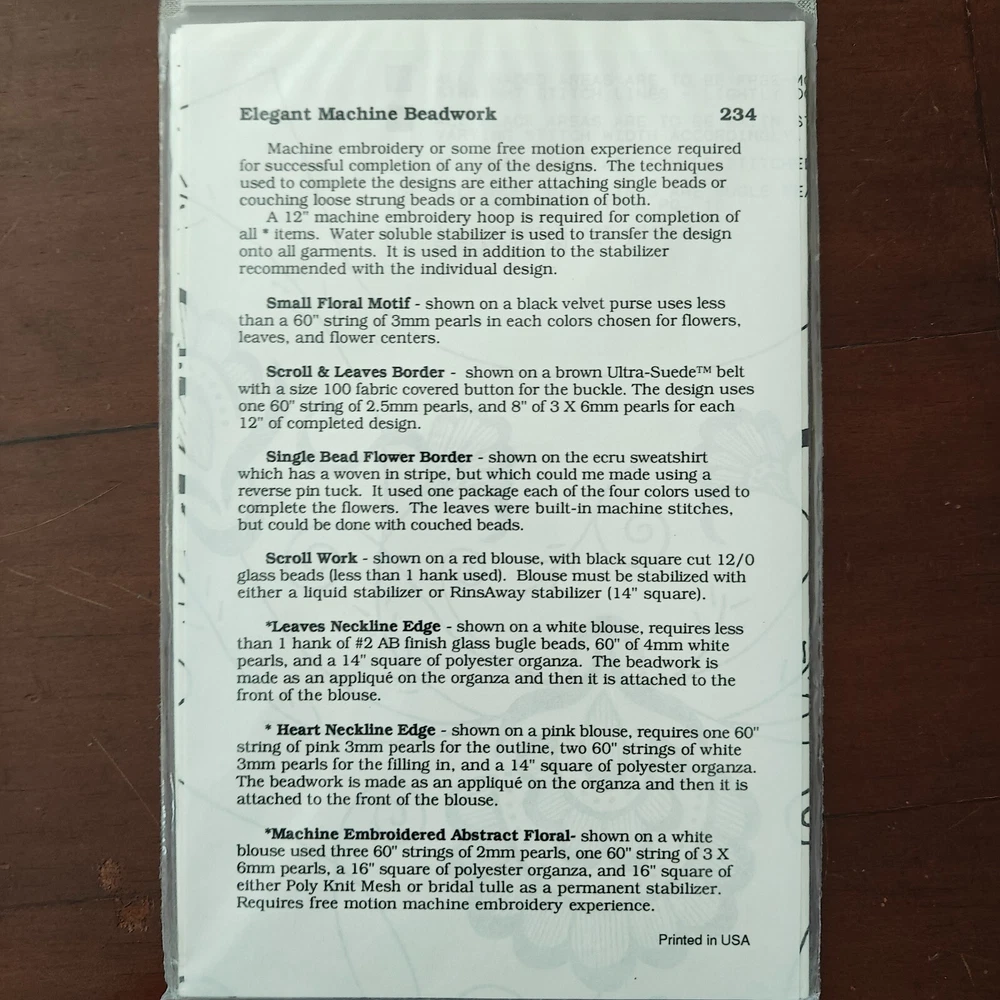 Elegant Machine Beadwork 234
Machine embroidery or some free motion experience required
for successful completion of any of the designs. The techniques
used to complete the designs are either attaching single beads or
couching loose strung beads or a combination of both.
A 12" machine embroidery hoop is required for completion of
all * items. Water soluble stabilizer is used to transfer the design
onto all garments. It is used in addition to the stabilizer
recommended with the individual design.
Small Floral Motif - shown on a black velvet purse uses less
than a 60" string of 3mm pearls in each colors chosen for flowers,
leaves, and flower centers.
Scroll & Leaves Border - shown on a brown Ultra-Suede™ belt
with a size 100 fabric covered button for the buckle. The design uses
one 60" string of 2.5mm pearls, and 8" of 3 X 6mm pearls for each
12" of completed design.
Single Bead Flower Border - shown on the ecru sweatshirt
which has a woven in stripe, but which could me made using a
reverse pin tuck. It used one package each of the four colors used to
complete the flowers. The leaves were built-in machine stitches,
but could be done with couched beads.
Scroll Work - shown on a red blouse, with black square cut 12/0
glass beads (less than 1 hank used). Blouse must be stabilized with
either a liquid stabilizer or RinsAway stabilizer (14" square).
*Leaves Neckline Edge - shown on a white blouse, requires less
than 1 hank of #2 AB finish glass bugle beads, 60" of 4mm white
pearls, and a 14" square of polyester organza. The beadwork is
made as an appliqué on the organza and then it is attached to the
front of the blouse.
* Heart Neckline Edge - shown on a pink blouse, requires one 60"
string of pink 3mm pearls for the outline, two 60" strings of white
3mm pearls for the filling in, and a 14" square of polyester organza.
The beadwork is made as an appliqué on the organza and then it is
attached to the front of the blouse.
*Machine Embroidered Abstract Floral- shown on a white
blouse used three 60" strings of 2mm pearls, one 60" string of 3 X
6mm pearls, a 16" square of polyester organza, and 16" square of
either Poly Knit Mesh or bridal tulle as a permanent stabilizer.
Requires free motion machine embroidery experience.
Printed in USA